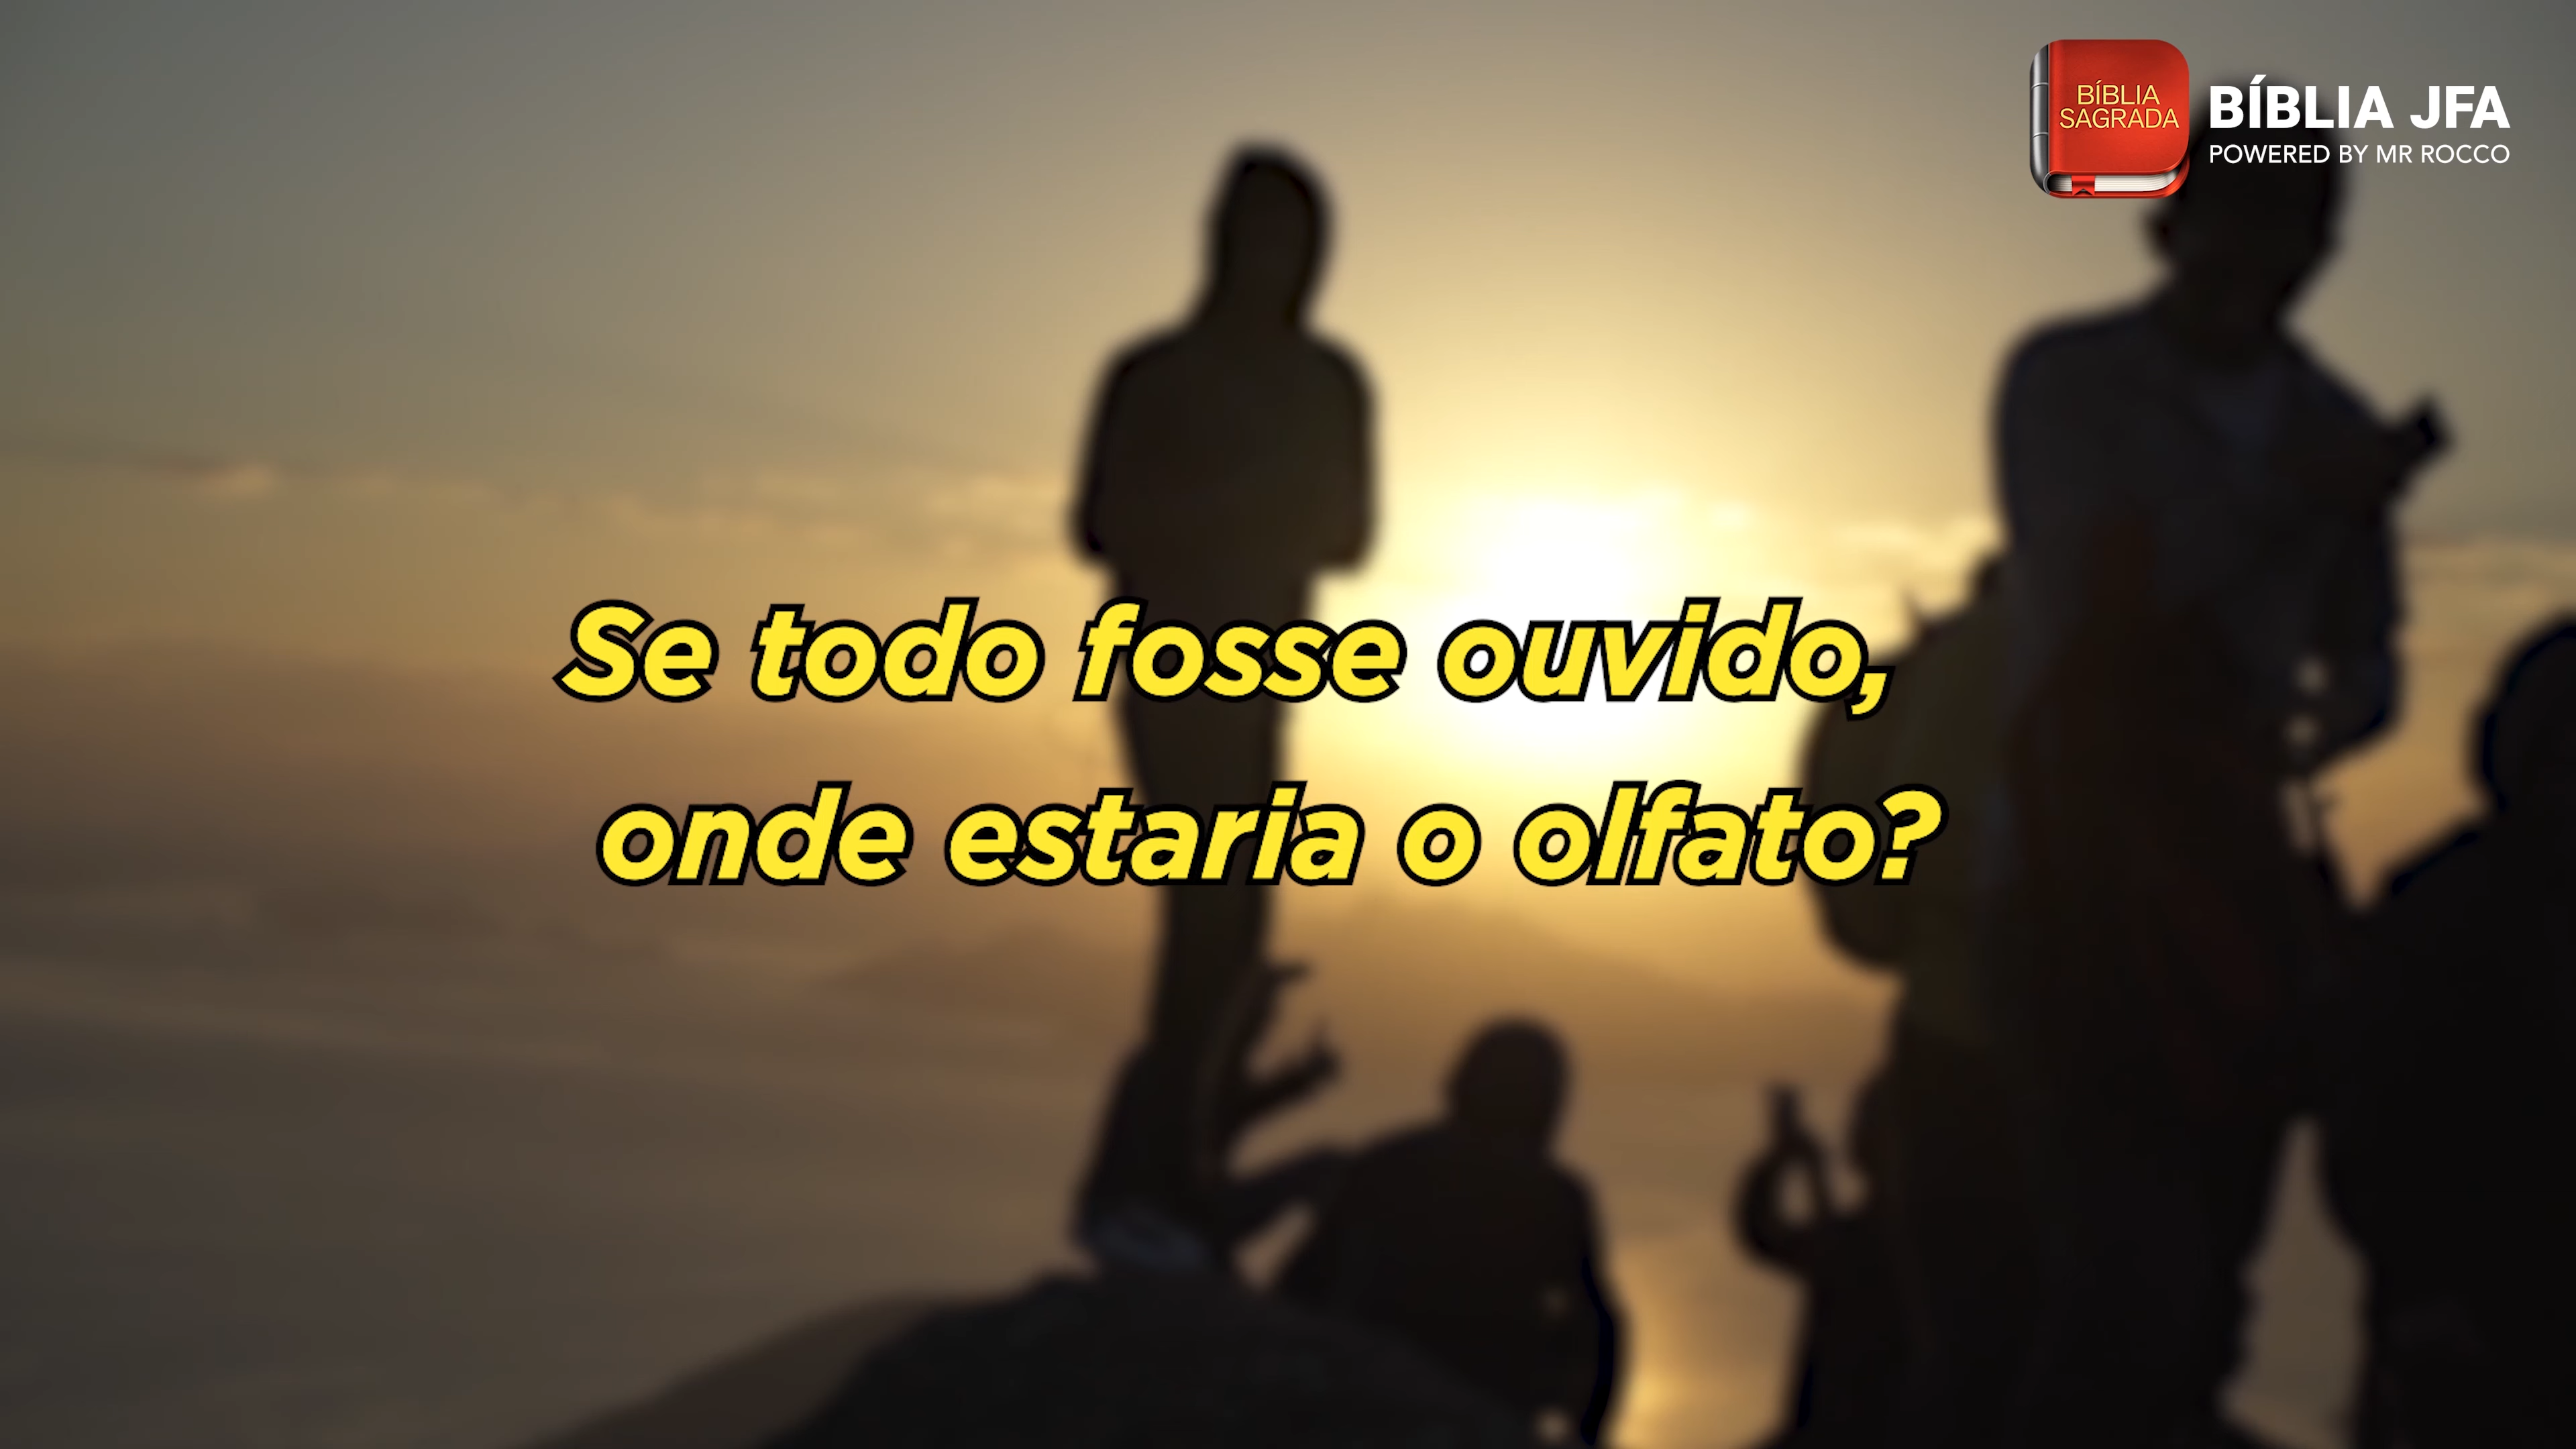 BÍBLIA
SAGRADA
BÍBLIA JFA
POWERED BY MR ROCCO
Se todo fosse ouvido,
onde estaria o olfato?